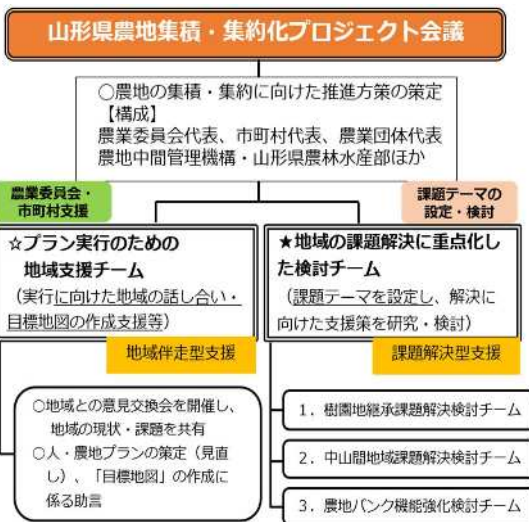 山形県農地集積・集約化プロジェクト会議
○農地の集積・集約に向けた推進方策の策定
【構成】
農業委員会代表、市町村代表、農業団体代表
農地中間管理機構・山形県農林水産部ほか
農業委員会・
市町村支援
課題テーマの
設定・検討
☆プラン実行のための
地域支援チーム
（実行に向けた地域の話し合い・
目標地図の作成支援等）
地域伴走型支援
★地域の課題解決に重点化し
た検討チーム
（課題テーマを設定し、解決に
向けた支援策を研究・検討）
課題解決型支援
○地域との意見交換会を開催し、
地域の現状・課題を共有
○人・農地プランの策定（見直
し）、「目標地図」の作成に
係る助言
1．樹園地継承課題解決検討チーム
2．中山間地域課題解決検討チーム
3．農地バンク機能強化検討チーム